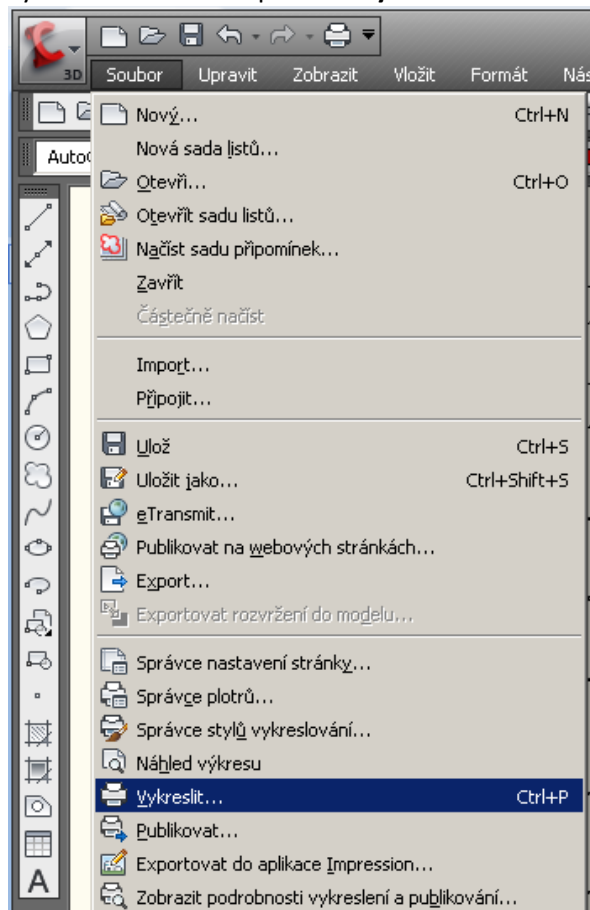 3D
Soubor Upravit Zobrazit Vložit Formát Nás
Nový... Ctrl+N
Nová sada listů...
Otevři... Ctrl+O
Otevřít sadu listů...
Načíst sadu připomínek...
Zavřít
Částečně načíst
Import...
Připojit...
Ulož Ctrl+S
Uložit jako... Ctrl+Shift+S
eTransmit...
Publikovat na webových stránkách...
Export...
Exportovat rozvržení do modelu...
Správce nastavení stránky...
Správce plotrů...
Správce stylů vykreslování...
Náhled výkresu
Vykreslit... Ctrl+P
Publikovat...
Exportovat do aplikace Impression...
Zobrazit podrobnosti vykreslení a publikování...
Auto
A